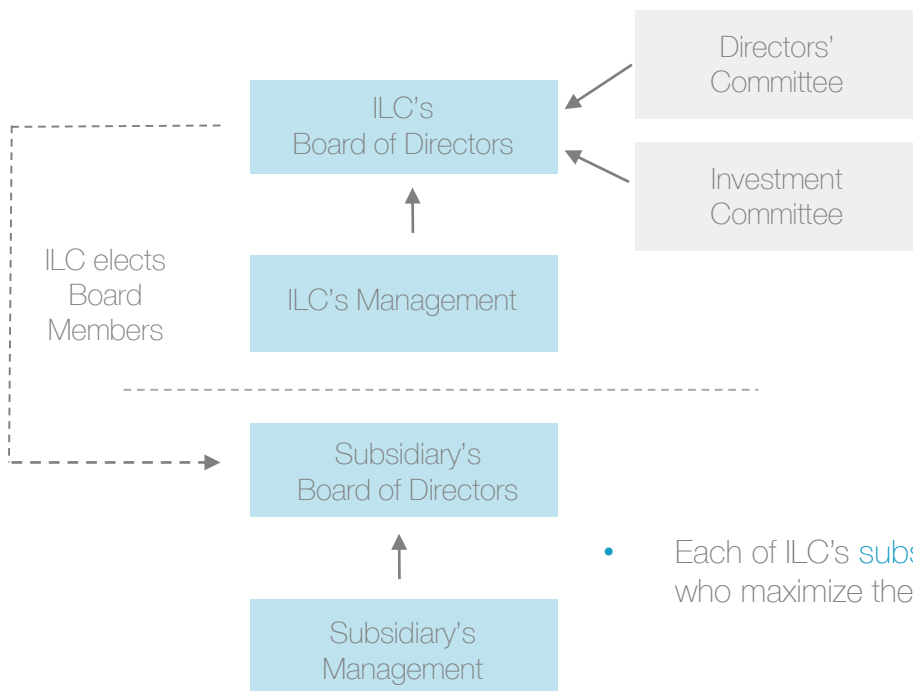 Directors'
Committee
ILC's
Board of Directors
Investment
Committee
ILC elects
Board
Members
ILC's Management
Subsidiary's
Board of Directors
• Each of ILC's
who maximize the
Subsidiary's
Management